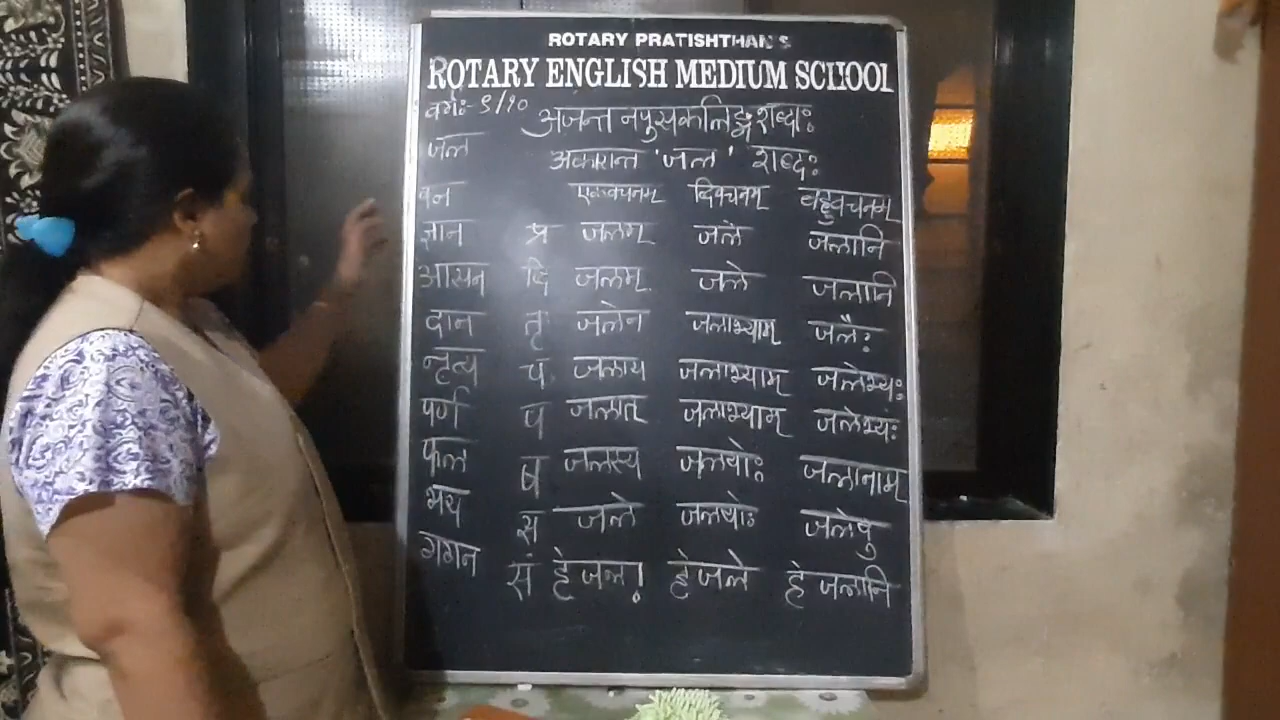 ROTARY PRATISHTHAN'S
ROTARY ENGLISH MEDIUM SCHOOL
वर्गः- ९/१० अजन्त नपुसकलिङ्ग शब्दाः
जल अकारान्त 'जल' शब्दः
वन एकवचनम् द्विवचनम् बहुवचनम्
ज्ञान प्र जलम् जले जलानि
आसन द्वि जलम् जले जलानि
दान तृ जलेन जलाभ्याम् जलैः
नृत्य च जलाय जलाभ्याम् जलेभ्यः
पर्ण प जलात् जलाभ्याम् जलेभ्यः
फल ष जलस्य जलयोः जलानाम्
भय स जले जलयोः जलेषु
गगन सं हे जल! हे जले हे जलानि